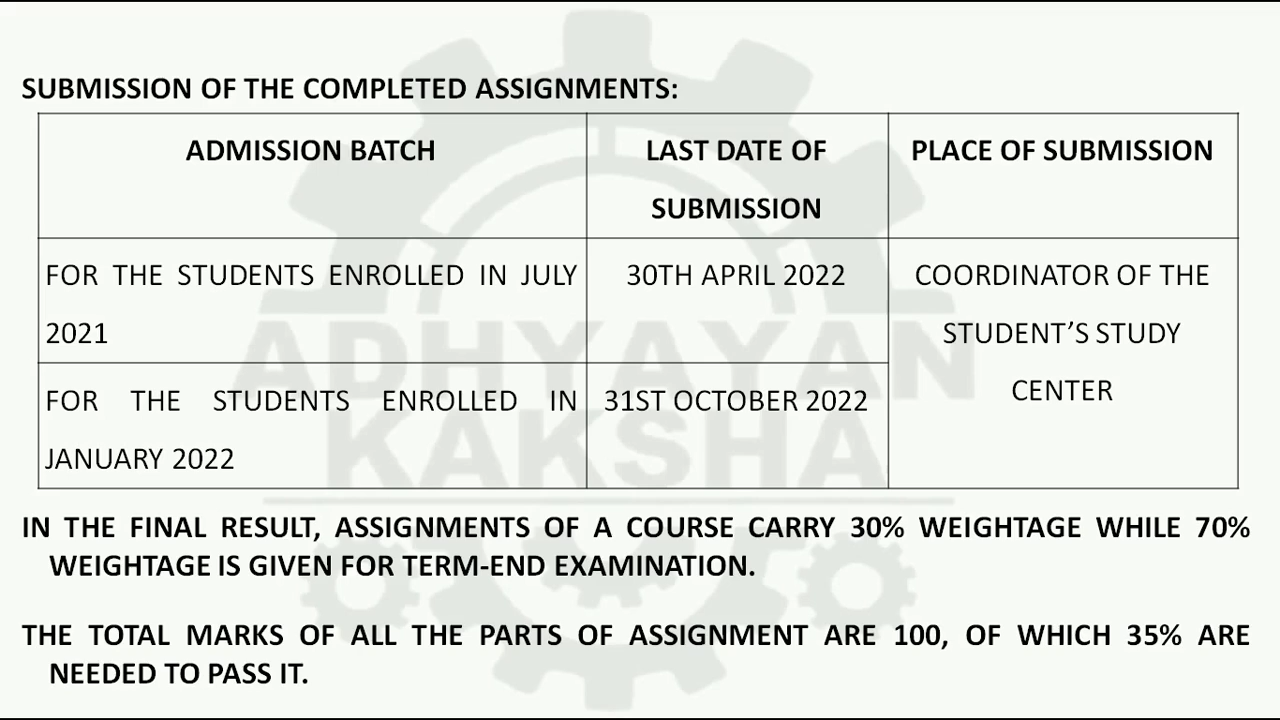 SUBMISSION OF THE COMPLETED ASSIGNMENTS:
ADMISSION BATCH
LAST DATE OF
SUBMISSION
PLACE OF SUBMISSION
FOR THE STUDENTS ENROLLED IN JULY
2021
30TH APRIL 2022
COORDINATOR OF THE
STUDENT’S STUDY
CENTER
FOR THE STUDENTS ENROLLED IN
JANUARY 2022
31ST OCTOBER 2022
ADHYAYAN
KAKSHA
IN THE FINAL RESULT, ASSIGNMENTS OF A COURSE CARRY 30% WEIGHTAGE WHILE 70%
WEIGHTAGE IS GIVEN FOR TERM-END EXAMINATION.
THE TOTAL MARKS OF ALL THE PARTS OF ASSIGNMENT ARE 100, OF WHICH 35% ARE
NEEDED TO PASS IT.